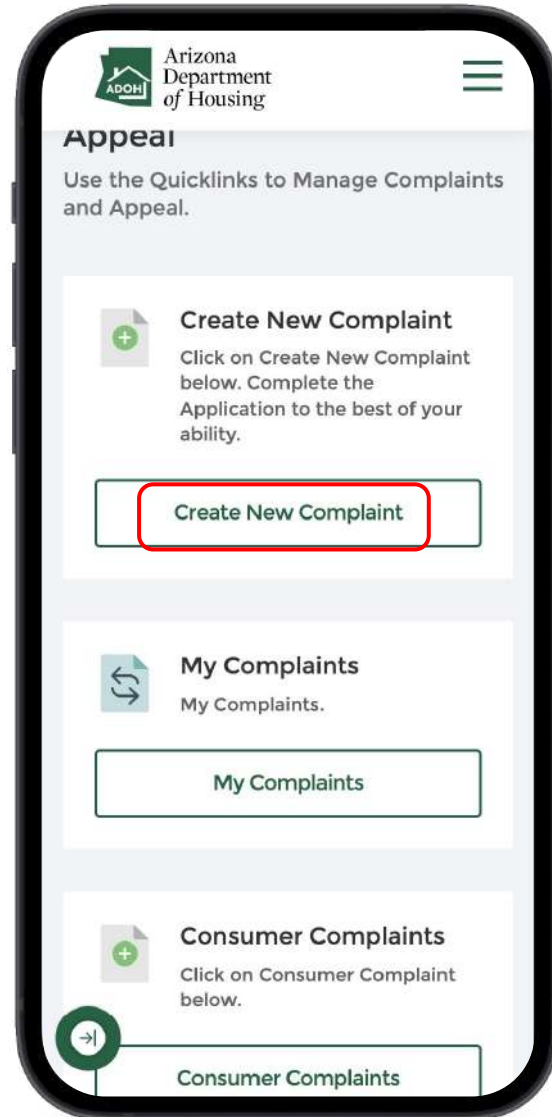 ADOH
Arizona
Department
of Housing
Appeal
Use the Quicklinks to Manage Complaints
and Appeal.
Create New Complaint
Click on Create New Complaint
below. Complete the
Application to the best of your
ability.
Create New Complaint
My Complaints
My Complaints.
My Complaints
Consumer Complaints
Click on Consumer Complaint
below.
Consumer Complaints